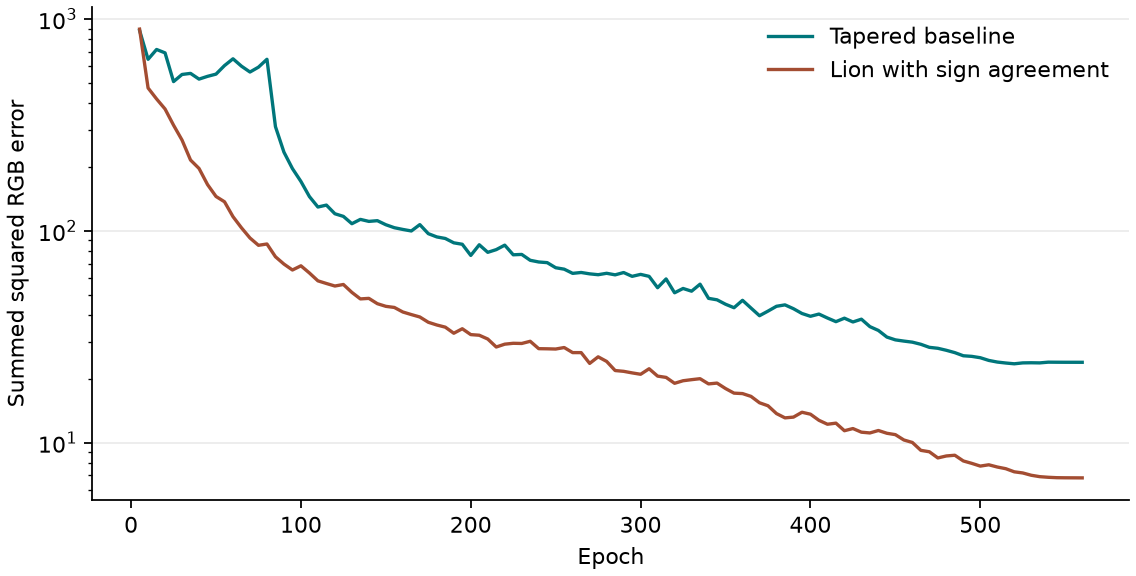 10³
10²
10¹
Summed squared RGB error
Tapered baseline
Lion with sign agreement
0 100 200 300 400 500
Epoch